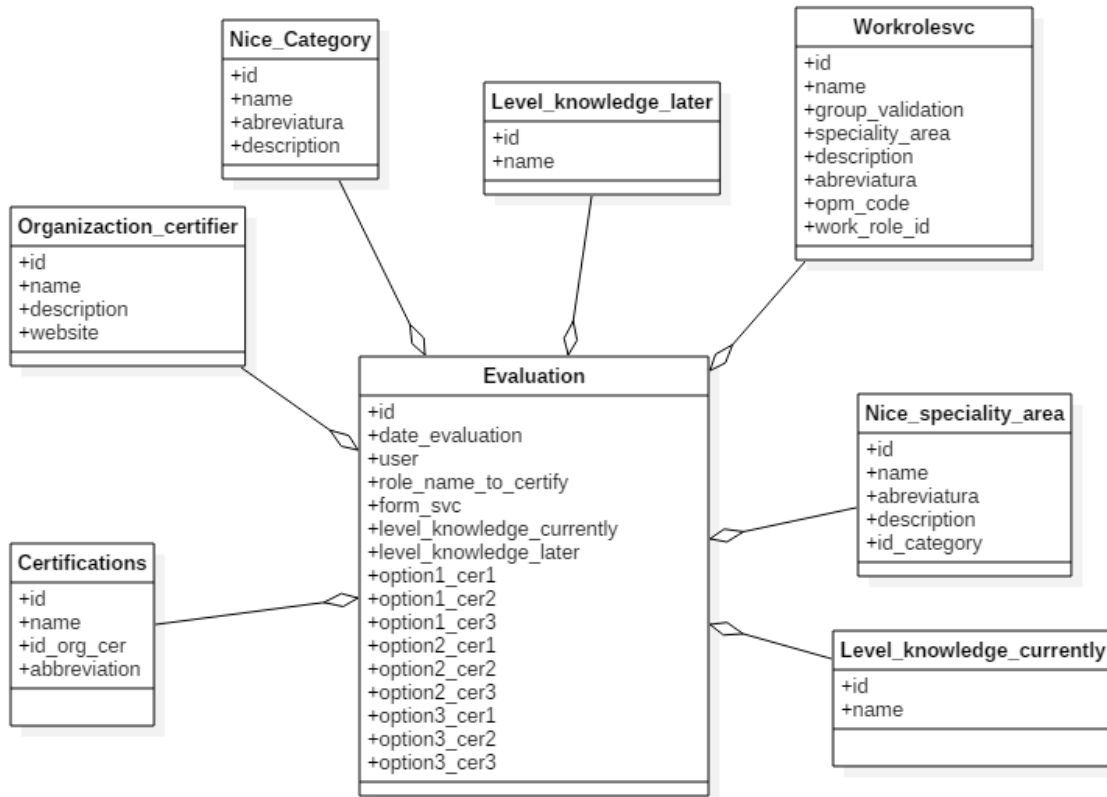 Nice_Category
+id
+name
+abreviatura
+description
Level_knowledge_later
+id
+name
Workrolesvc
+id
+name
+group_validation
+speciality_area
+description
+abreviatura
+opm_code
+work_role_id
Organizaction_certifier
+id
+name
+description
+website
Evaluation
+id
+date_evaluation
+user
+role_name_to_certify
+form_svc
+level_knowledge_currently
+level_knowledge_later
+option1_cer1
+option1_cer2
+option1_cer3
+option2_cer1
+option2_cer2
+option2_cer3
+option3_cer1
+option3_cer2
+option3_cer3
Nice_speciality_area
+id
+name
+abreviatura
+description
+id_category
Certifications
+id
+name
+id_org_cer
+abbreviation
Level_knowledge_currently
+id
+name